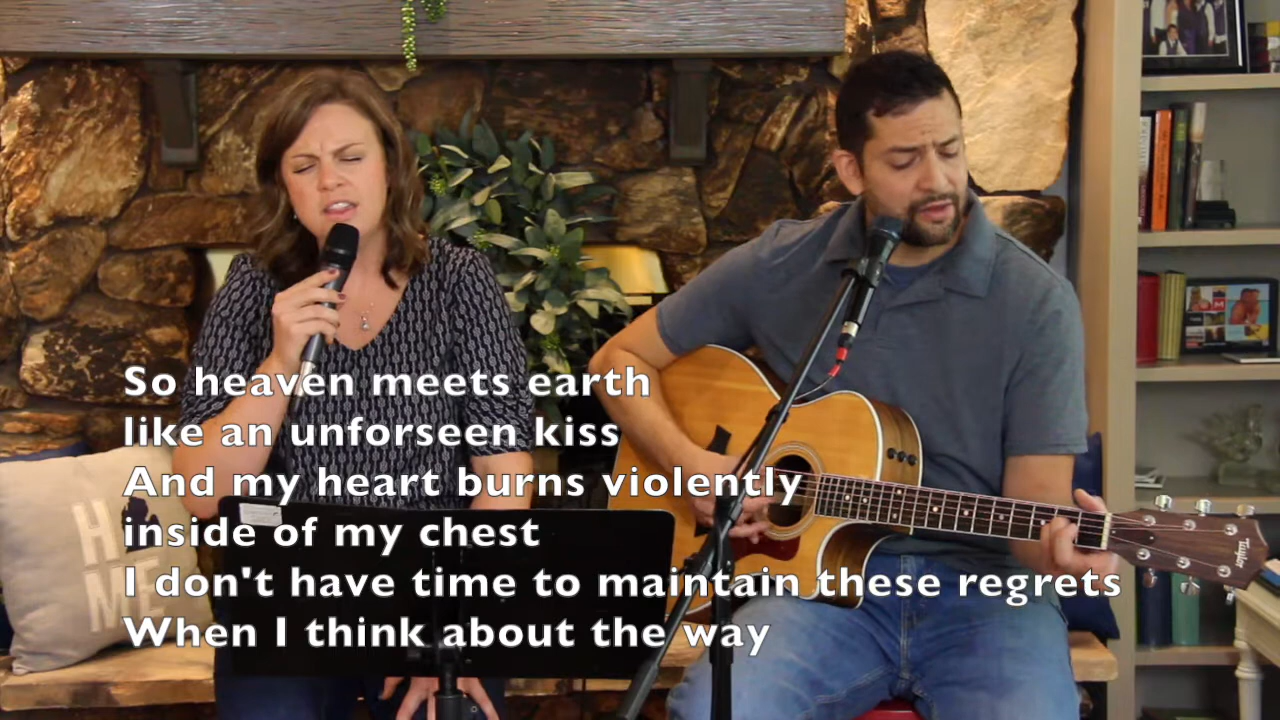 So heaven meets earth
like an unforseen kiss
And my heart burns violently
inside of my chest
I don't have time to maintain these regrets
When I think about the way
H
ME
Taylor